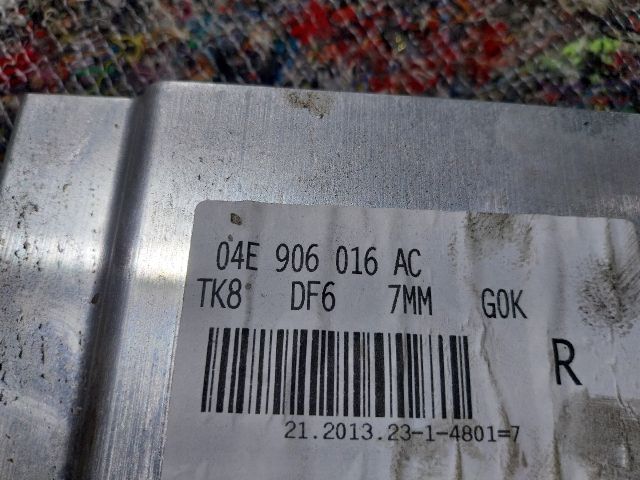 04E 906 016 AC
TK8 DF6 7MM G0K
R
21.2013.23-1-4801=7